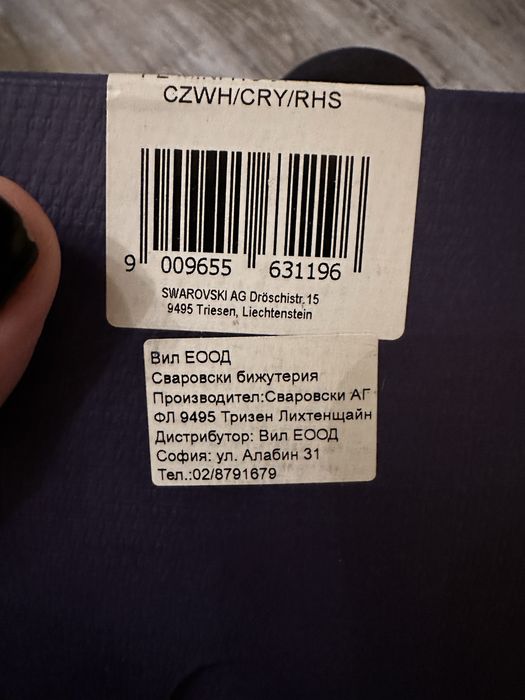 CZWH/CRY/RHS
9 009655 631196
SWAROVSKI AG Dröschistr. 15
9495 Triesen, Liechtenstein
Вил ЕООД
Сваровски бижутерия
Производител:Сваровски АГ
ФЛ 9495 Тризен Лихтенщайн
Дистрибутор: Вил ЕООД
София: ул. Алабин 31
Тел.:02/8791679